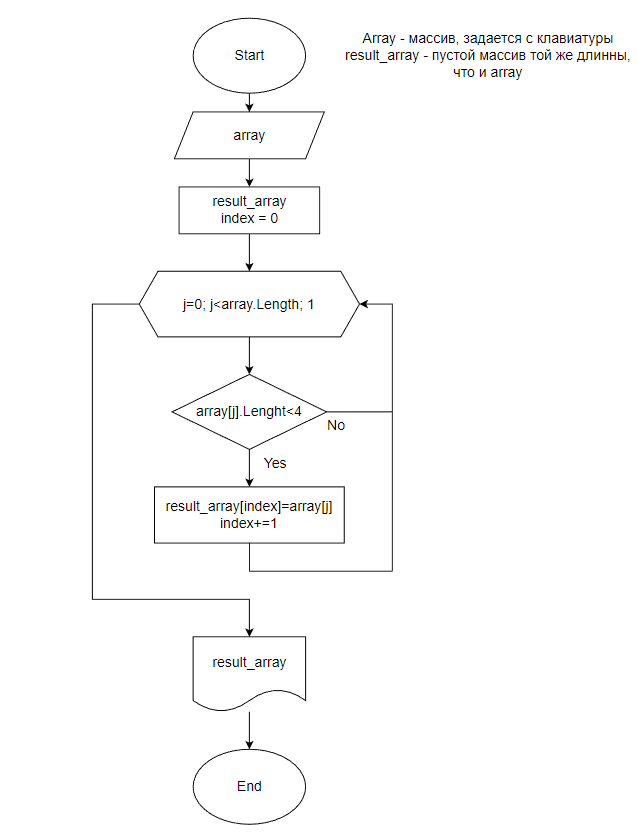 Array - массив, задается с клавиатуры
result_array - пустой массив той же длинны,
что и array
Start
array
result_array
index = 0
j=0; j<array.Length; 1
array[j].Lenght<4
No
Yes
result_array[index]=array[j]
index+=1
result_array
End